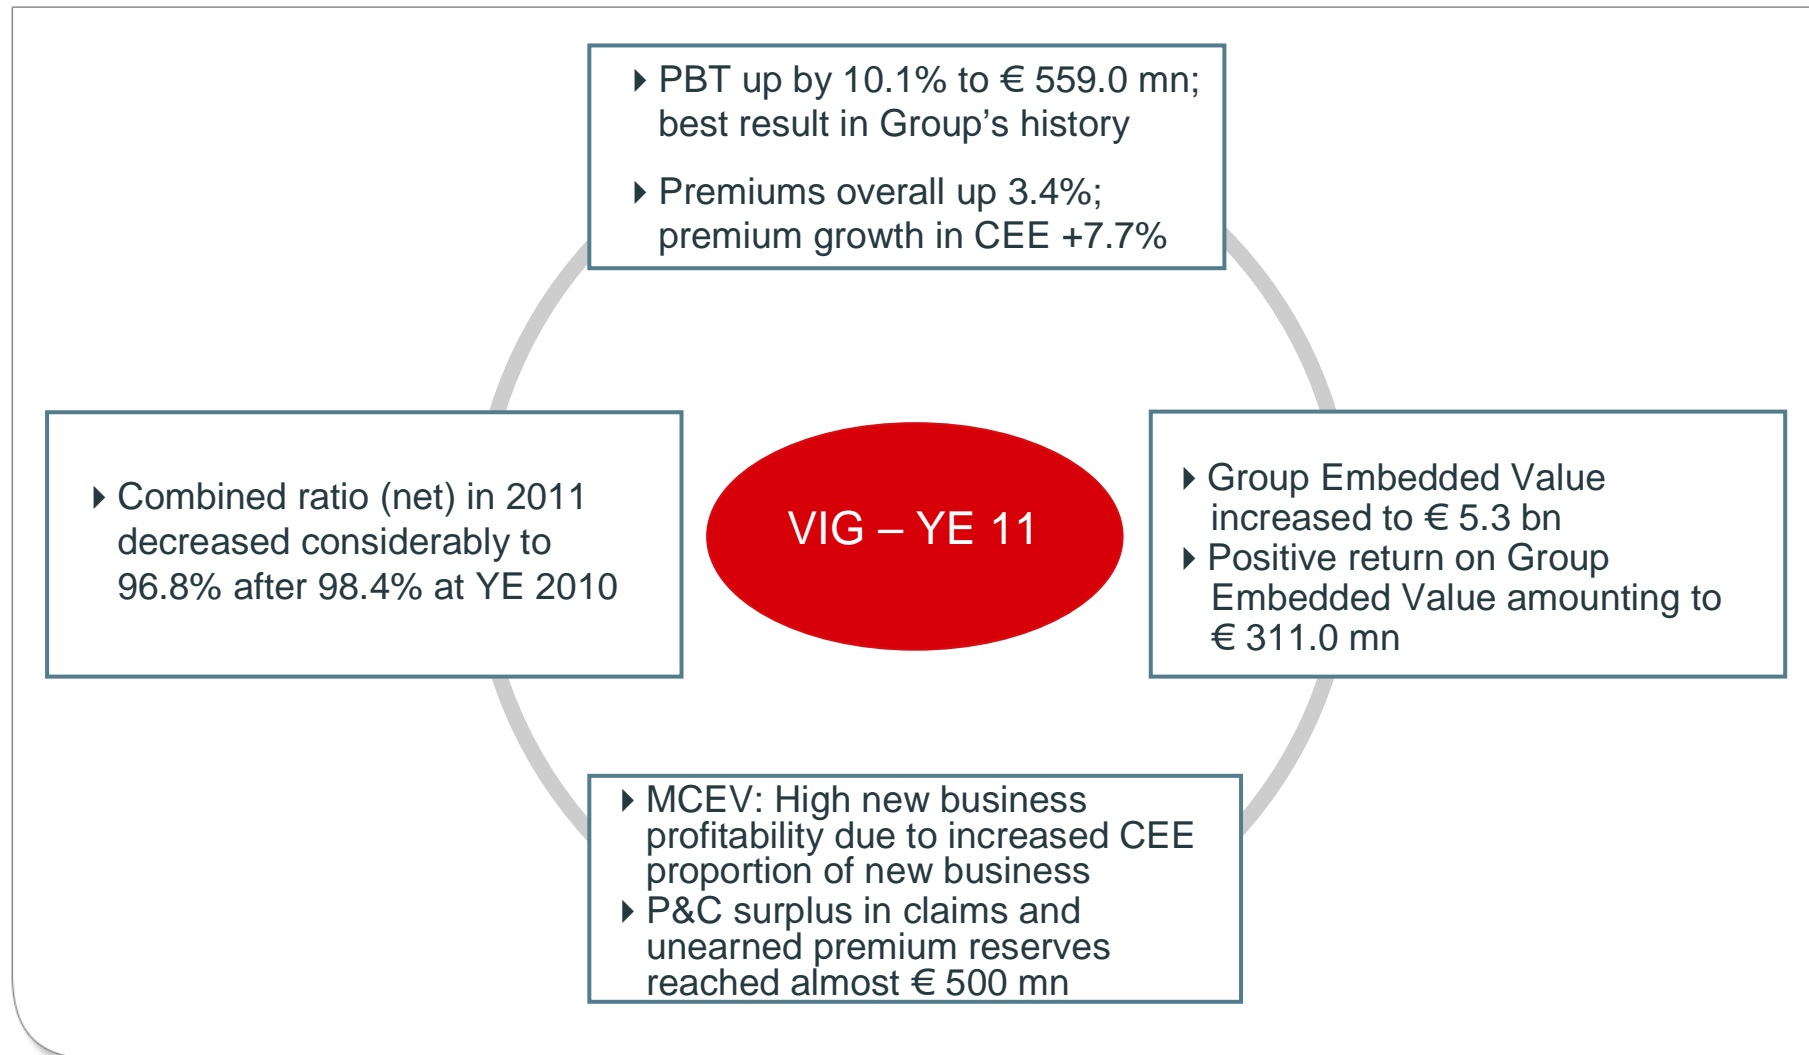 ▸ PBT up by 10.1% to € 559.0 mn;
best result in Group’s history
▸ Premiums overall up 3.4%;
premium growth in CEE +7.7%
▸ Combined ratio (net) in 2011
decreased considerably to
96.8% after 98.4% at YE 2010
VIG – YE 11
▸ Group Embedded Value
increased to € 5.3 bn
▸ Positive return on Group
Embedded Value amounting to
€ 311.0 mn
▸ MCEV: High new business
profitability due to increased CEE
proportion of new business
▸ P&C surplus in claims and
unearned premium reserves
reached almost € 500 mn